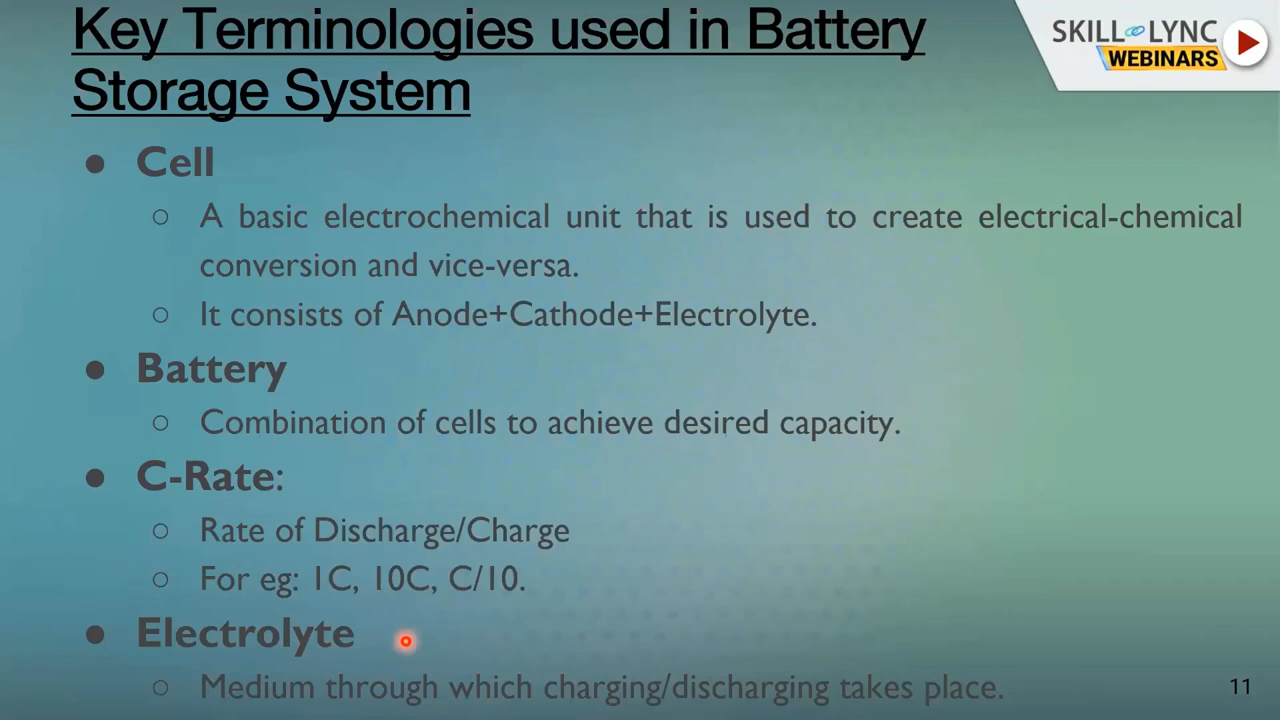 Key Terminologies used in Battery
Storage System
SKILL LYNC
WEBINARS
● Cell
○ A basic electrochemical unit that is used to create electrical-chemical
conversion and vice-versa.
○ It consists of Anode+Cathode+Electrolyte.
● Battery
○ Combination of cells to achieve desired capacity.
● C-Rate:
○ Rate of Discharge/Charge
○ For eg: 1C, 10C, C/10.
● Electrolyte
○ Medium through which charging/discharging takes place.
11